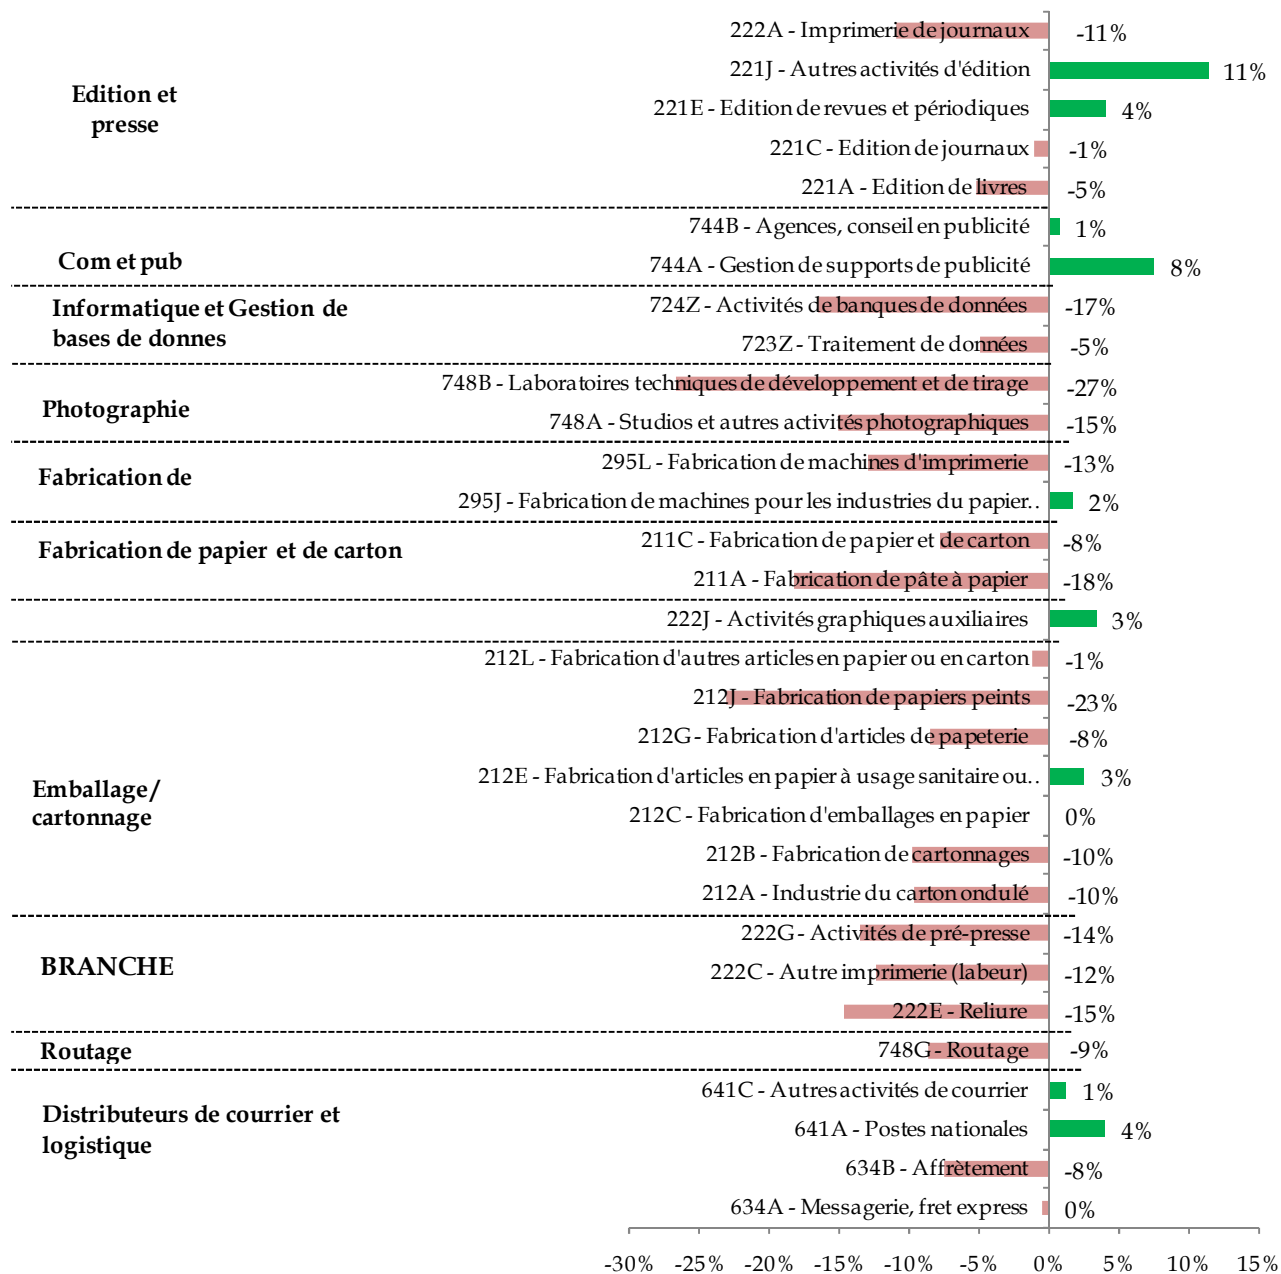 222A - Imprimerie de journaux -11%
221J - Autres activités d'édition 11%
Edition et
presse
221E - Edition de revues et périodiques 4%
221C - Edition de journaux -1%
221A - Edition de livres -5%
744B - Agences, conseil en publicité 1%
Com et pub
744A - Gestion de supports de publicité 8%
Informatique et Gestion de
bases de donnes
724Z - Activités de banques de données -17%
723Z - Traitement de données -5%
748B - Laboratoires techniques de développement et de tirage -27%
Photographie
748A - Studios et autres activités photographiques -15%
295L - Fabrication de machines d'imprimerie -13%
Fabrication de
295J - Fabrication de machines pour les industries du papier.. 2%
211C - Fabrication de papier et de carton -8%
Fabrication de papier et de carton
211A - Fabrication de pâte à papier -18%
222J - Activités graphiques auxiliaires 3%
212L - Fabrication d'autres articles en papier ou en carton -1%
212J - Fabrication de papiers peints -23%
212G - Fabrication d'articles de papeterie -8%
212E - Fabrication d'articles en papier à usage sanitaire ou.. 3%
Emballage/
cartonnage
212C - Fabrication d'emballages en papier 0%
212B - Fabrication de cartonnages -10%
212A - Industrie du carton ondulé -10%
222G - Activités de pré-presse -14%
BRANCHE
222C - Autre imprimerie (labeur) -12%
222E - Reliure -15%
Routage
748G - Routage -9%
641C - Autres activités de courrier 1%
Distributeurs de courrier et
logistique
641A - Postes nationales 4%
634B - Affrètement -8%
634A - Messagerie, fret express 0%
-30% -25% -20% -15% -10% -5% 0% 5% 10% 15%